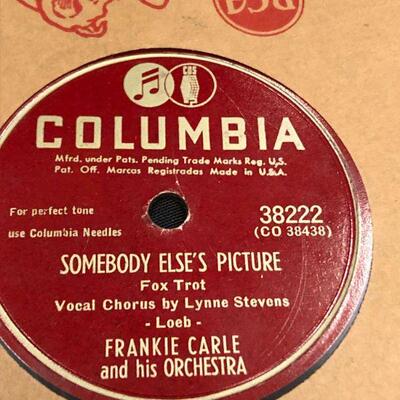 RCA
CBS
COLUMBIA
Mfrd. under Pats. Pending Trade Marks Reg. U.S.
Pat. Off. Marcas Registradas Made in U.S.A.
For perfect tone
use Columbia Needles
38222
(CO 38438)
SOMEBODY ELSE'S PICTURE
Fox Trot
Vocal Chorus by Lynne Stevens
- Loeb -
FRANKIE CARLE
and his ORCHESTRA